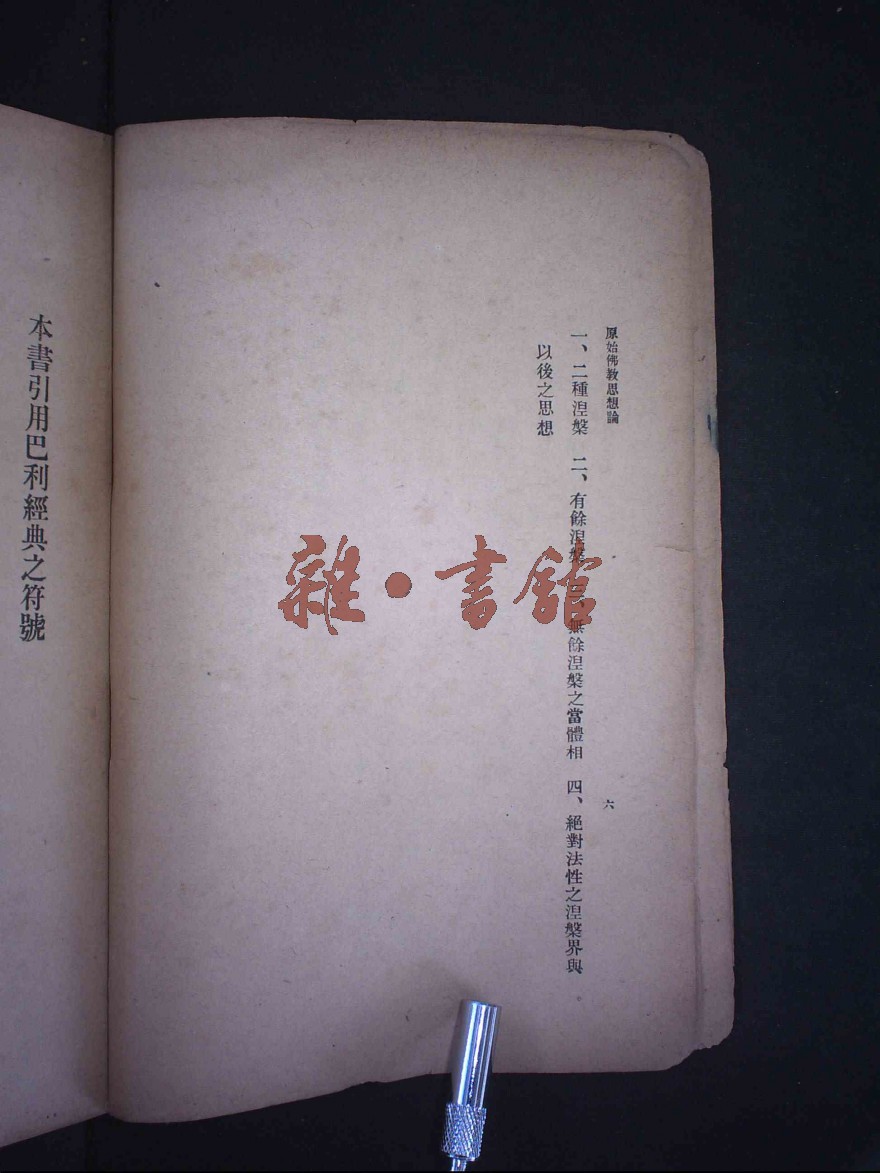 原始佛教思想論
六
一、二種涅槃　二、有餘涅槃　三、無餘涅槃之當體相　四、絕對法性之涅槃界與
以後之思想
本書引用巴利經典之符號
雜·書館